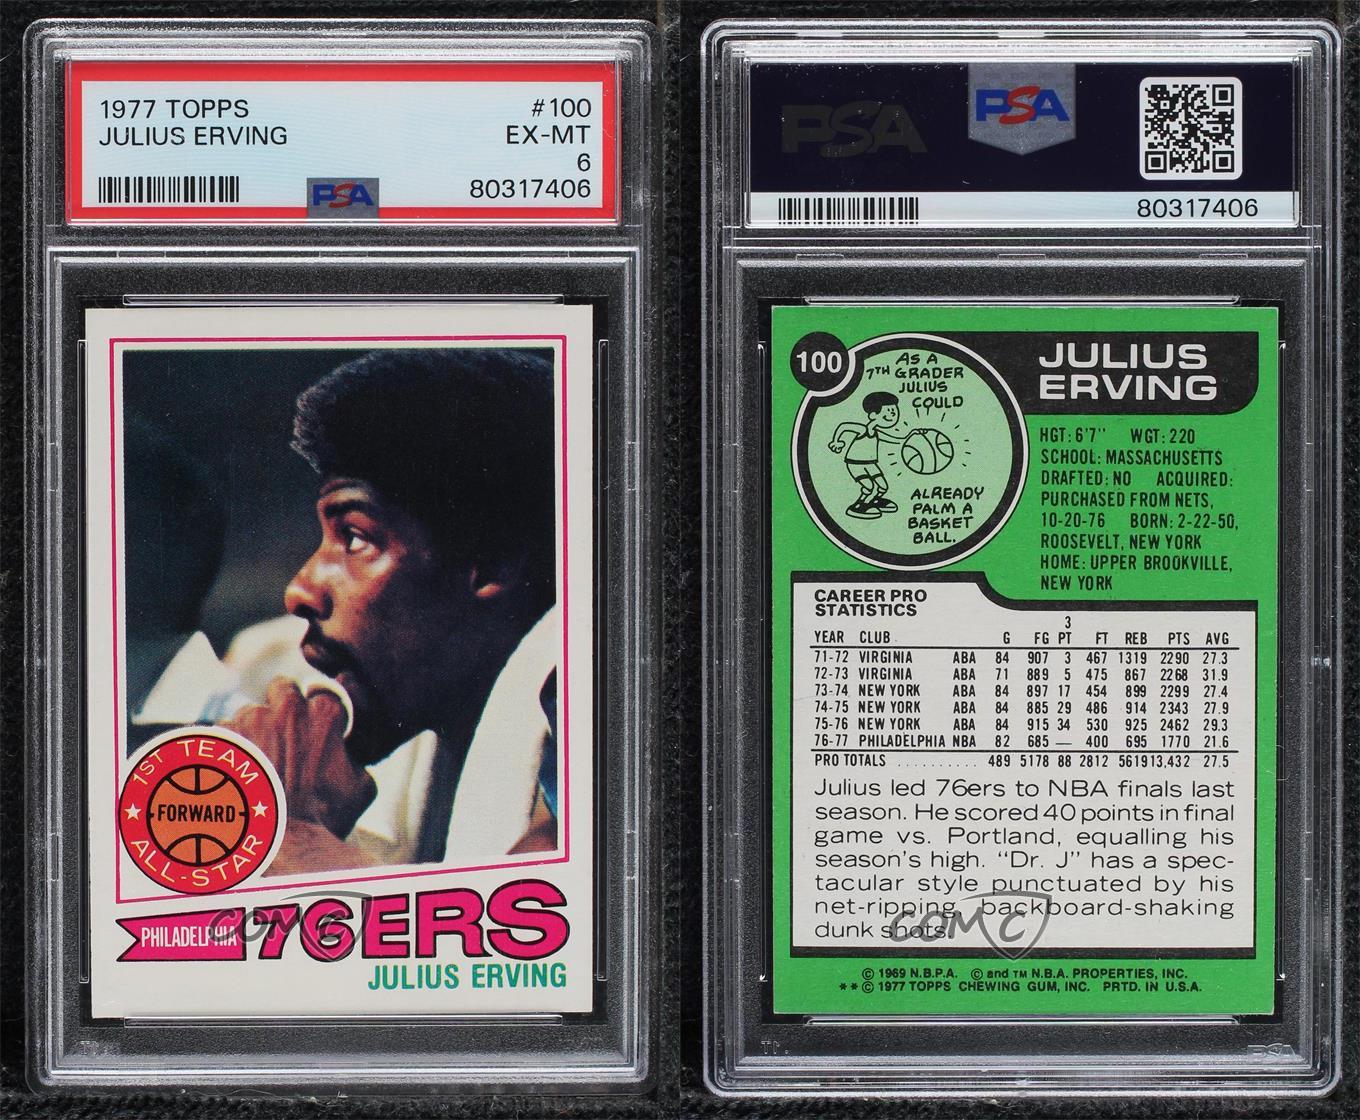 1977 TOPPS #100
JULIUS ERVING EX-MT
6
PSA 80317406
1ST TEAM
FORWARD
ALL-STAR
PHILADELPHIA 76ERS
JULIUS ERVING
COMC
PSA PSA
80317406
100
AS A
7TH GRADER
JULIUS
COULD
ALREADY
PALM A
BASKET
BALL.
JULIUS
ERVING
HGT: 6'7" WGT: 220
SCHOOL: MASSACHUSETTS
DRAFTED: NO ACQUIRED:
PURCHASED FROM NETS,
10-20-76 BORN: 2-22-50,
ROOSEVELT, NEW YORK
HOME: UPPER BROOKVILLE,
NEW YORK
CAREER PRO
STATISTICS
3
YEAR CLUB G FG PT FT REB PTS AVG
71-72 VIRGINIA ABA 84 907 3 467 1319 2290 27.3
72-73 VIRGINIA ABA 71 889 5 475 867 2268 31.9
73-74 NEW YORK ABA 84 897 17 454 899 2299 27.4
74-75 NEW YORK ABA 84 885 29 486 914 2343 27.9
75-76 NEW YORK ABA 84 915 34 530 925 2462 29.3
76-77 PHILADELPHIA NBA 82 685 — 400 695 1770 21.6
PRO TOTALS .......... 489 5178 88 2812 5619 13,432 27.5
Julius led 76ers to NBA finals last
season. He scored 40 points in final
game vs. Portland, equalling his
season's high. "Dr. J" has a spec-
tacular style punctuated by his
net-ripping, backboard-shaking
dunk shots.
COMC
© 1969 N.B.P.A. © and TM N.B.A. PROPERTIES, INC.
** © 1977 TOPPS CHEWING GUM, INC. PRTD. IN U.S.A.
PSA